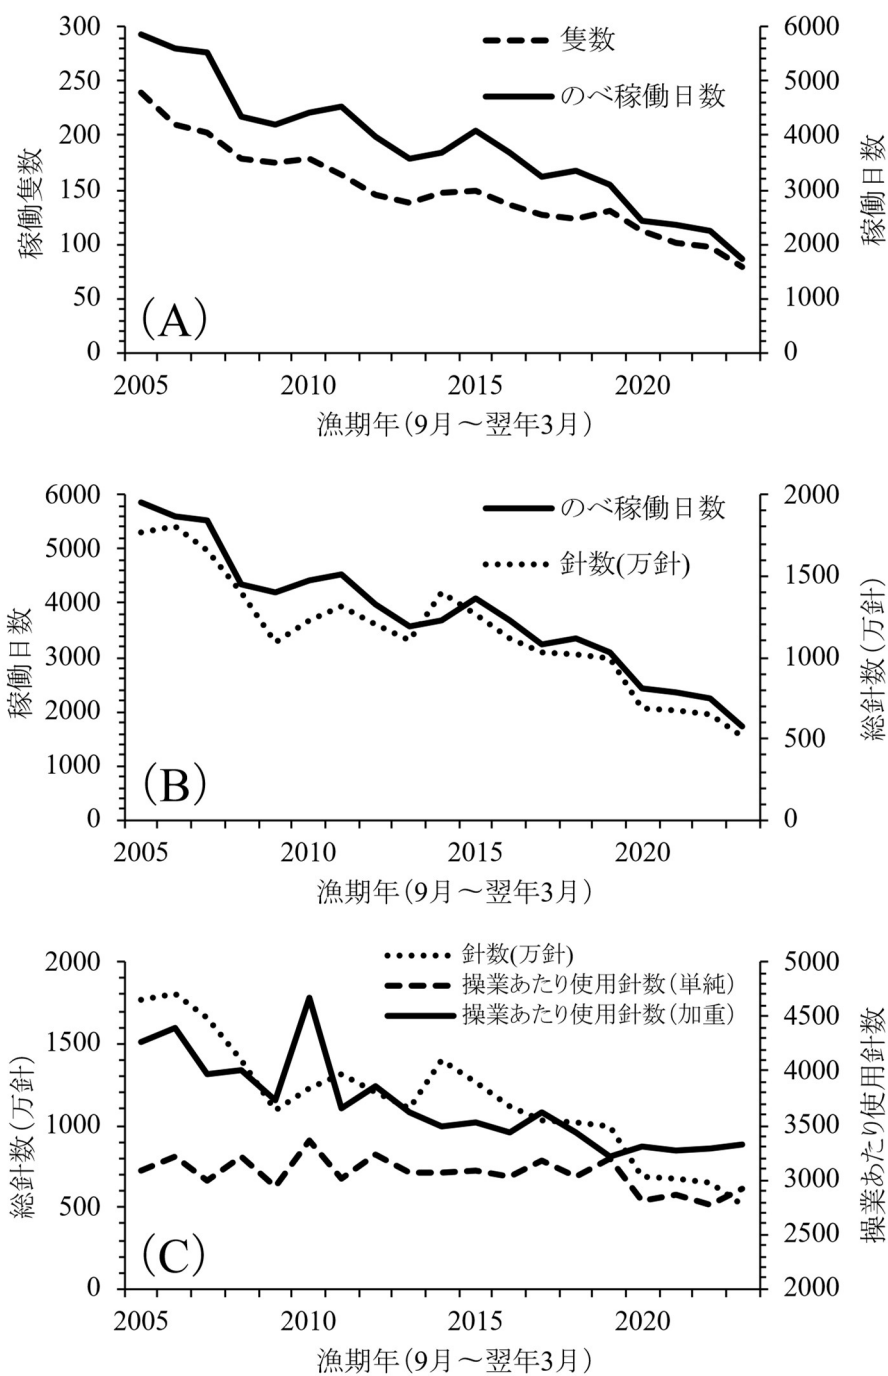 300
250
200
150
100
50
0
稼働隻数
隻数
のべ稼働日数
6000
5000
4000
3000
2000
1000
0
稼働日数
(A)
2005
2010
2015
2020
漁期年(9月～翌年3月)
6000
5000
4000
3000
2000
1000
0
稼働日数
のべ稼働日数
針数(万針)
2000
1500
1000
500
0
総針数(万針)
(B)
2005
2010
2015
2020
漁期年(9月～翌年3月)
2000
1500
1000
500
0
総針数(万針)
針数(万針)
操業あたり使用針数(単純)
操業あたり使用針数(加重)
5000
4500
4000
3500
3000
2500
2000
操業あたり使用針数
(C)
2005
2010
2015
2020
漁期年(9月～翌年3月)